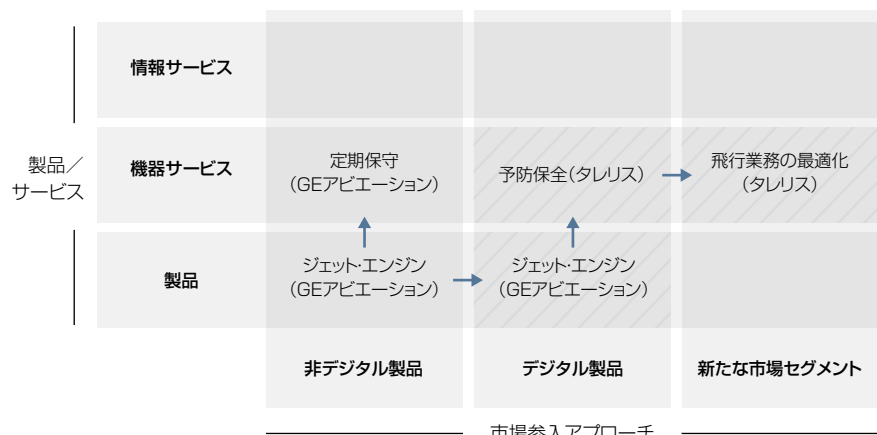 情報サービス
製品／
サービス
機器サービス
定期保守
（GEアビエーション）
予防保全（タレリス）
飛行業務の最適化
（タレリス）
製品
ジェット・エンジン
（GEアビエーション）
ジェット・エンジン
（GEアビエーション）
非デジタル製品
デジタル製品
新たな市場セグメント
市場参入アプローチ